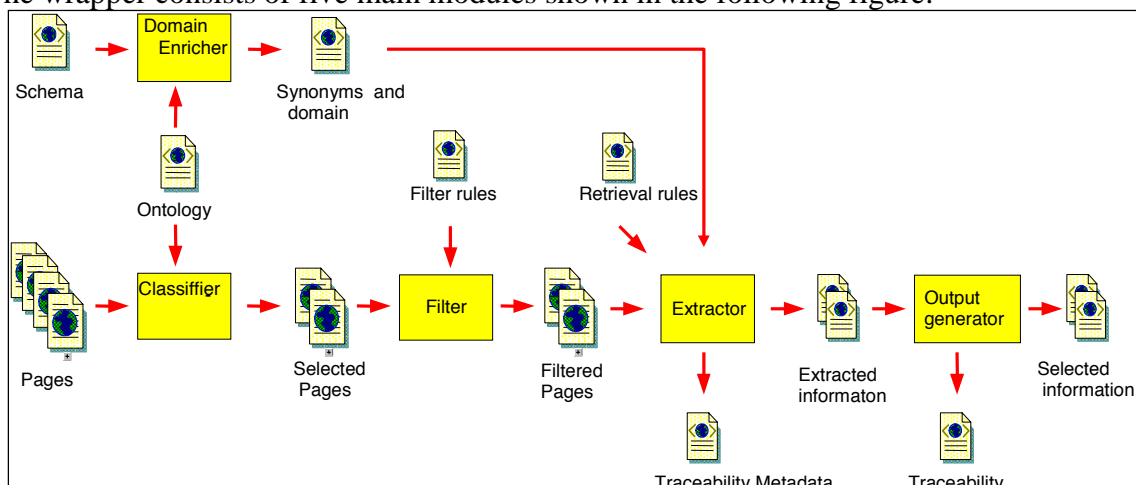 he wrapper consists of five main modules shown in the following figure:
Domain
Enricher
Schema
Synonyms and
domain
Filter rules
Retrieval rules
Ontology
Classiffier
Filter
Extractor
Output
generator
Pages
Selected
Pages
Filtered
Pages
Extracted
informaton
Selected
information
Traceability Metadata
Traceability